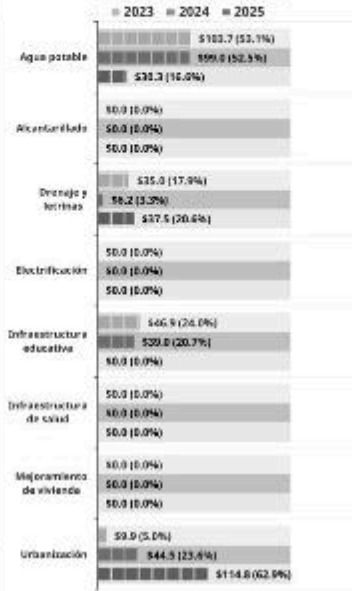 2023 2024 2025
Agua potable
$103.7 (53.1%)
$99.0 (52.5%)
$30.3 (16.6%)
Alcantarillado
$0.0 (0.0%)
$0.0 (0.0%)
$0.0 (0.0%)
Drenaje y
letrinas
$35.0 (17.9%)
$6.2 (3.3%)
$37.5 (20.6%)
Electrificación
$0.0 (0.0%)
$0.0 (0.0%)
$0.0 (0.0%)
Infraestructura
educativa
$46.9 (24.0%)
$39.0 (20.7%)
$0.0 (0.0%)
Infraestructura
de salud
$0.0 (0.0%)
$0.0 (0.0%)
$0.0 (0.0%)
Mejoramiento
de vivienda
$0.0 (0.0%)
$0.0 (0.0%)
$0.0 (0.0%)
Urbanización
$9.9 (5.0%)
$44.5 (23.6%)
$114.8 (62.9%)